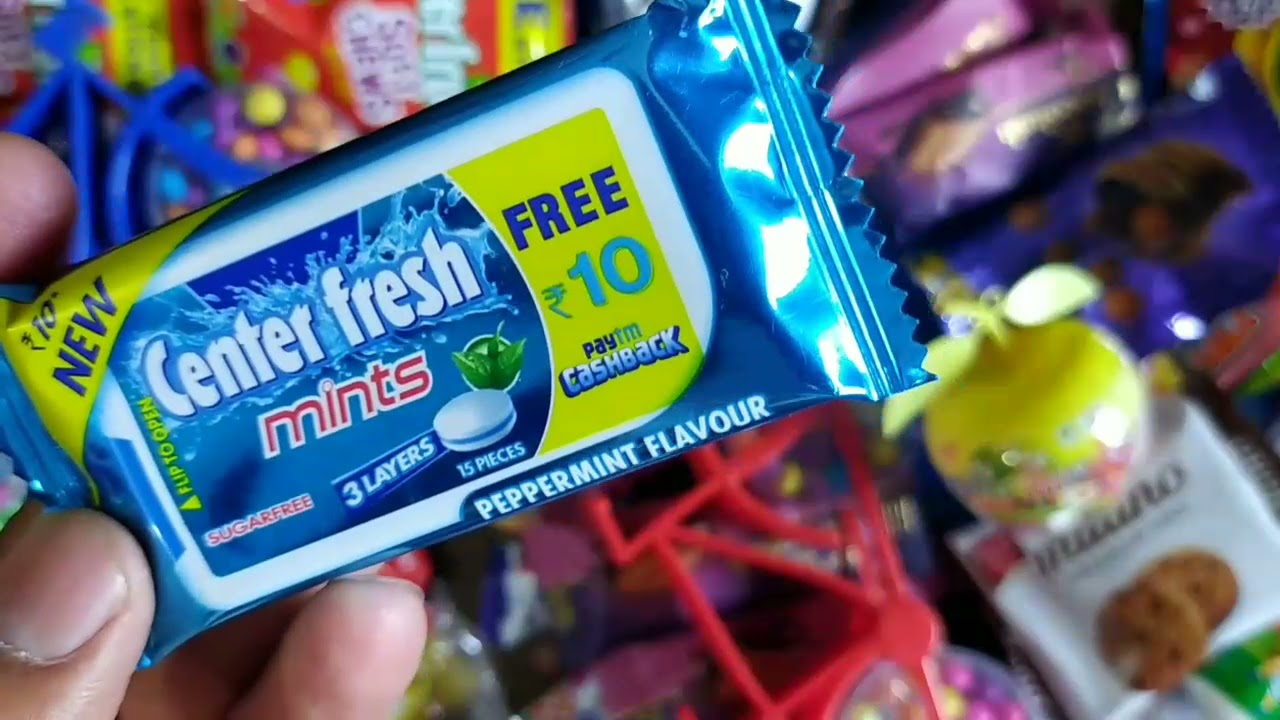 ₹10*
NEW
Center fresh
mints
3 LAYERS
15 PIECES
SUGARFREE
▲ FLIP TO OPEN
FREE
₹10
PAYTM
CASHBACK
PEPPERMINT FLAVOUR